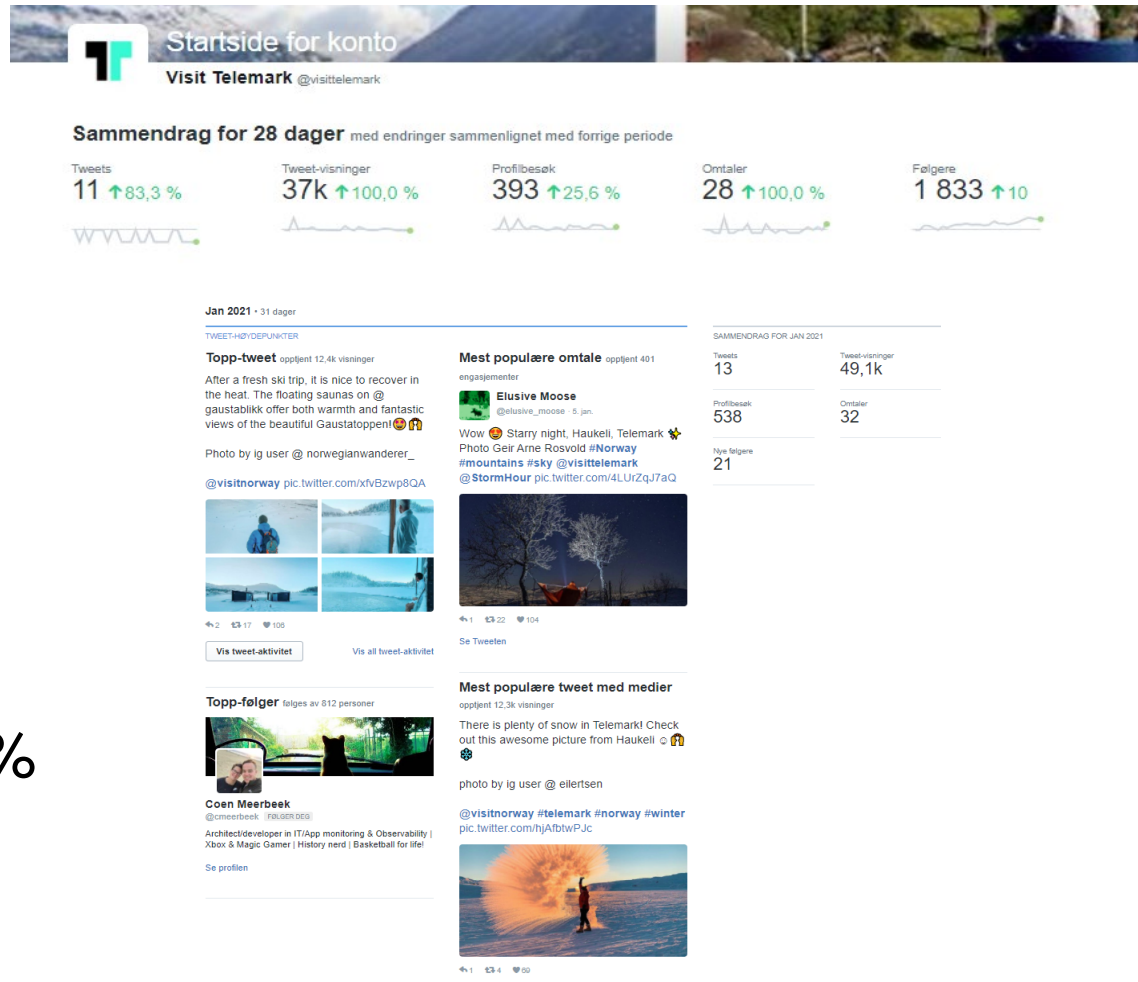 Startside for konto
Visit Telemark @visittelemark
Sammendrag for 28 dager med endringer sammenlignet med forrige periode
Tweets
11 ↑83,3 %
Tweet-visninger
37k ↑100,0 %
Profilbesøk
393 ↑25,6 %
Omtaler
28 ↑100,0 %
Følgere
1 833 ↑10
Jan 2021 • 31 dager
TWEET-HØYDEPUNKTER
Topp-tweet opptjent 12,4k visninger
After a fresh ski trip, it is nice to recover in
the heat. The floating saunas on @
gaustablikk offer both warmth and fantastic
views of the beautiful Gaustatoppen!🤩🙌
Photo by ig user @ norwegianwanderer_
@visitnorway pic.twitter.com/xfvBzwp8QA
2 17 106
Vis tweet-aktivitet
Vis all tweet-aktivitet
Topp-følger følges av 812 personer
Coen Meerbeek
@cmeerbeek FØLGER DEG
Architect/developer in IT/App monitoring & Observability |
Xbox & Magic Gamer | History nerd | Basketball for life!
Se profilen
Mest populære omtale opptjent 401
engasjementer
Elusive Moose
@elusive_moose · 5. jan.
Wow 🤩 Starry night, Haukeli, Telemark ✨
Photo Geir Arne Rosvold #Norway
#mountains #sky @visittelemark
@StormHour pic.twitter.com/4LUrZqJ7aQ
1 22 104
Se Tweeten
Mest populære tweet med medier
opptjent 12,3k visninger
There is plenty of snow in Telemark! Check
out this awesome picture from Haukeli ☺🙌
❄
photo by ig user @ eilertsen
@visitnorway #telemark #norway #winter
pic.twitter.com/hjAfbtwPJc
1 4 69
SAMMENDRAG FOR JAN 2021
Tweets
13
Tweet-visninger
49,1k
Profilbesøk
538
Omtaler
32
Nye følgere
21
%